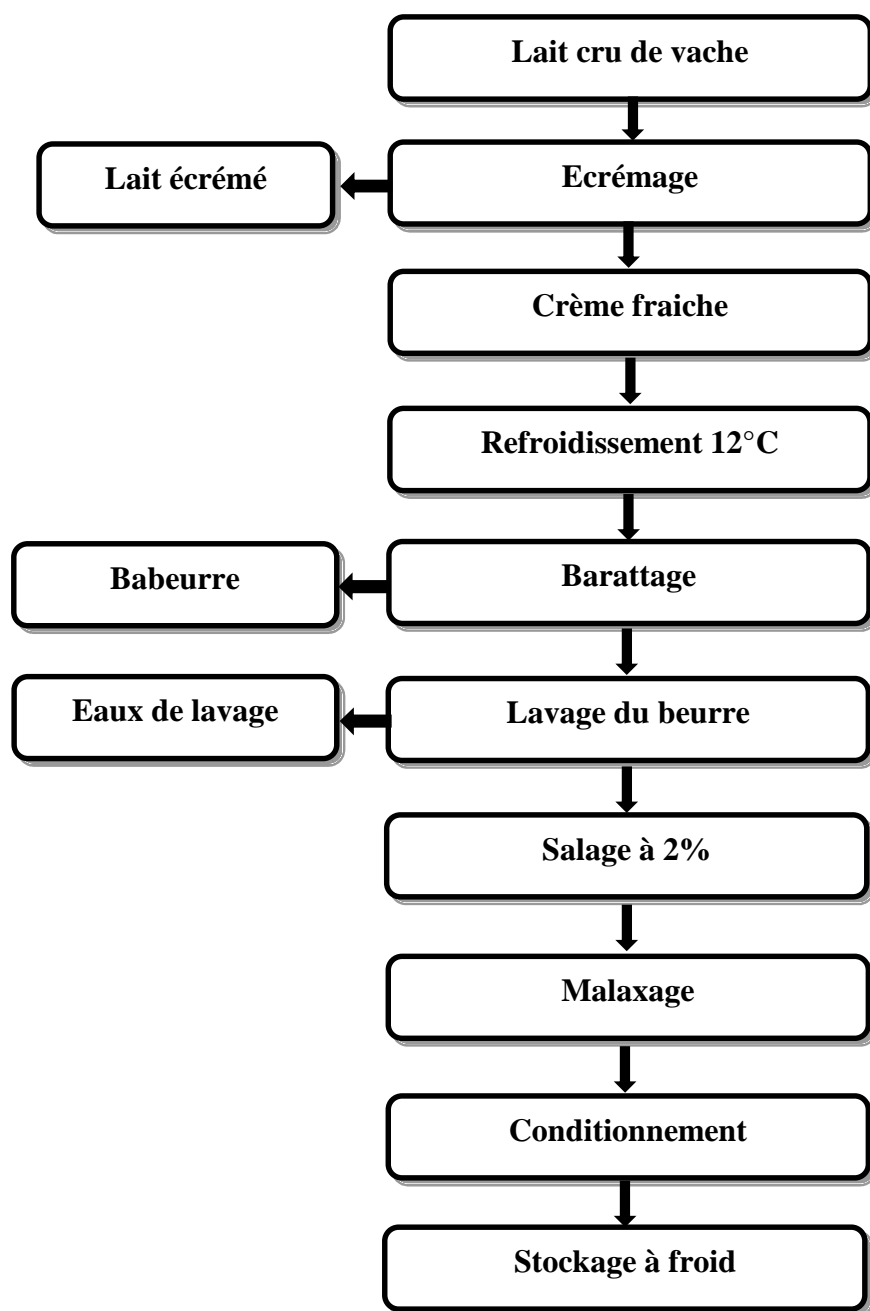 Lait cru de vache
Lait écrémé
Ecrémage
Crème fraiche
Refroidissement 12°C
Babeurre
Barattage
Eaux de lavage
Lavage du beurre
Salage à 2%
Malaxage
Conditionnement
Stockage à froid